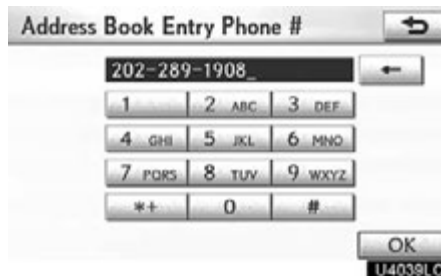 Address Book Entry Phone #
202-289-1908_
1 2 ABC 3 DEF
4 GHI 5 JKL 6 MNO
7 PQRS 8 TUV 9 WXYZ
*+ 0 #
OK
U4039LC